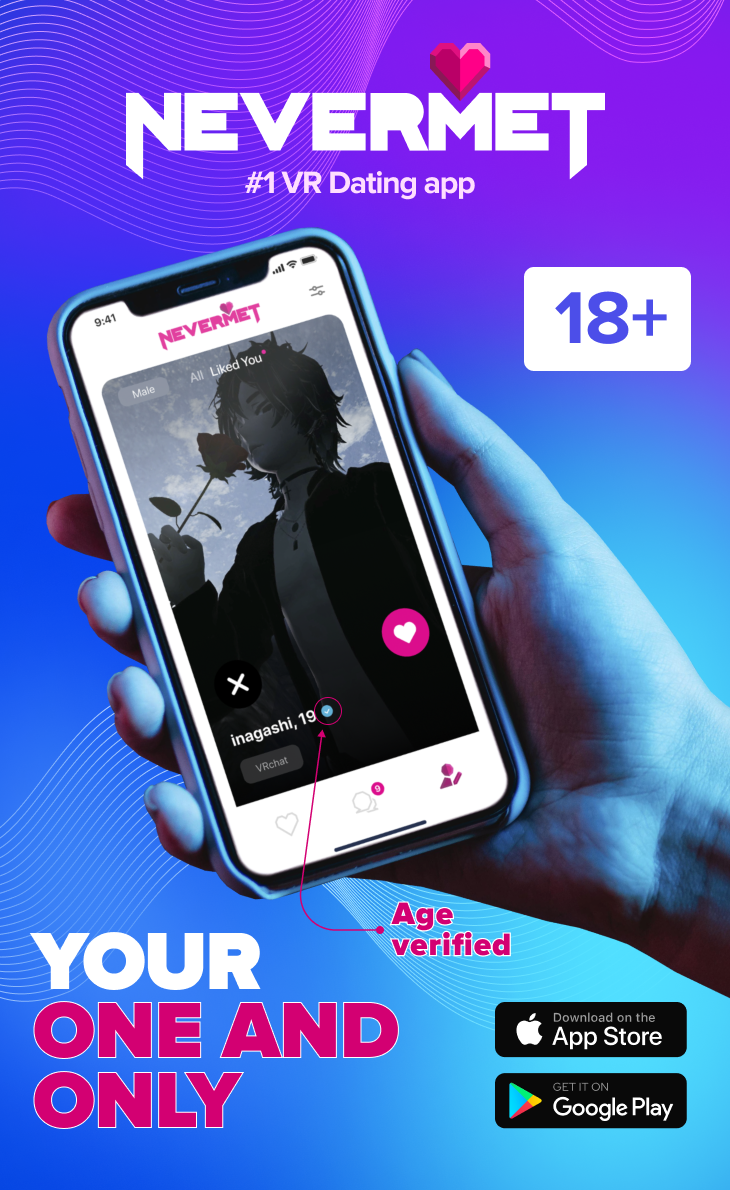 NEVERMET
#1 VR Dating app
18+
9:41
NEVERMET
Male
All Liked You
inagashi, 19
VRchat
9
Age
verified
YOUR
ONE AND
ONLY
Download on the
App Store
GET IT ON
Google Play